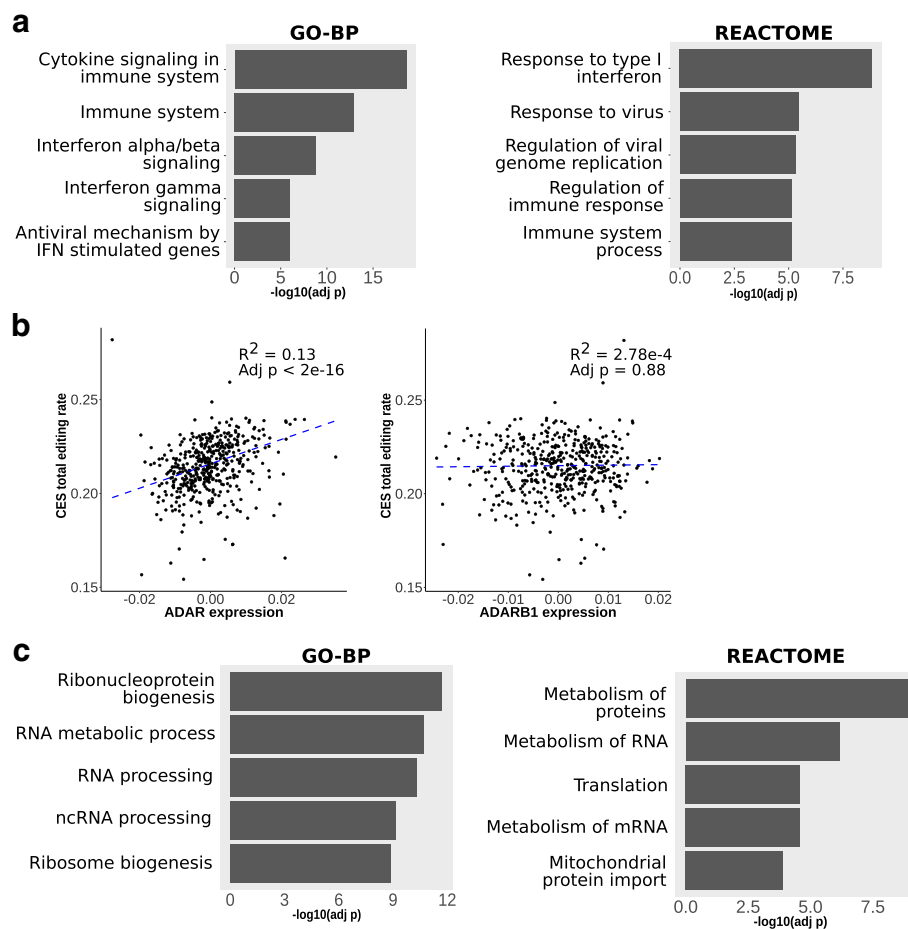 a
GO-BP
Cytokine signaling in
immune system
Immune system
Interferon alpha/beta
signaling
Interferon gamma
signaling
Antiviral mechanism by
IFN stimulated genes
0 5 10 15
-log10(adj p)
REACTOME
Response to type I
interferon
Response to virus
Regulation of viral
genome replication
Regulation of
immune response
Immune system
process
0.0 2.5 5.0 7.5
-log10(adj p)
b
R2 = 0.13
Adj p < 2e-16
CES total editing rate
0.25
0.20
0.15
-0.02 0.00 0.02
ADAR expression
R2 = 2.78e-4
Adj p = 0.88
CES total editing rate
0.25
0.20
0.15
-0.02 -0.01 0.00 0.01 0.02
ADARB1 expression
c
GO-BP
Ribonucleoprotein
biogenesis
RNA metabolic process
RNA processing
ncRNA processing
Ribosome biogenesis
0 3 6 9 12
-log10(adj p)
REACTOME
Metabolism of
proteins
Metabolism of RNA
Translation
Metabolism of mRNA
Mitochondrial
protein import
0.0 2.5 5.0 7.5
-log10(adj p)